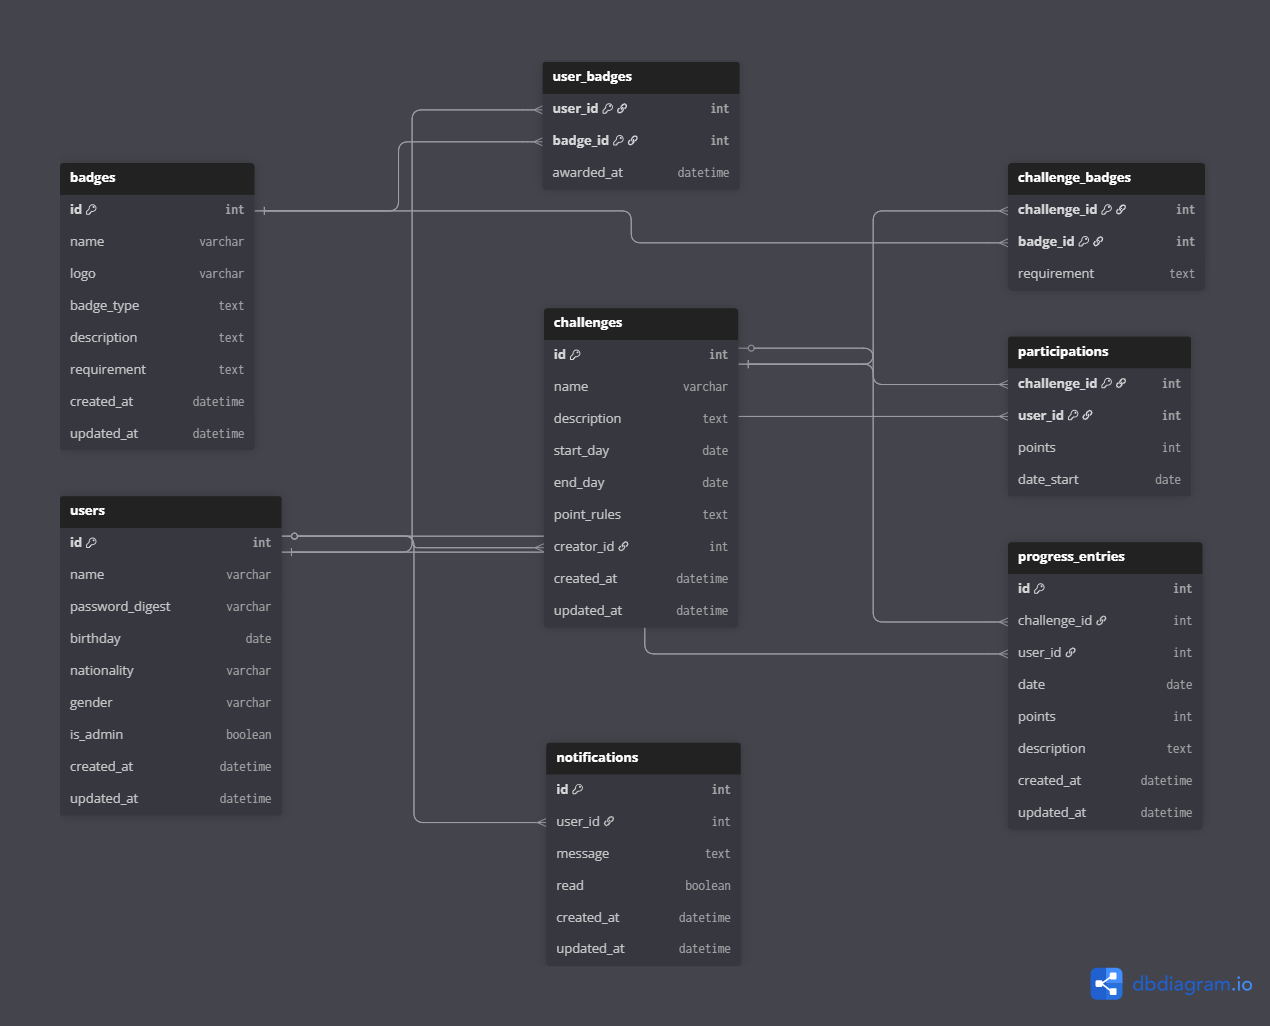 user_badges
user_id int
badge_id int
awarded_at datetime
badges
id int
name varchar
logo varchar
badge_type text
description text
requirement text
created_at datetime
updated_at datetime
challenge_badges
challenge_id int
badge_id int
requirement text
challenges
id int
name varchar
description text
start_day date
end_day date
point_rules text
creator_id int
created_at datetime
updated_at datetime
participations
challenge_id int
user_id int
points int
date_start date
users
id int
name varchar
password_digest varchar
birthday date
nationality varchar
gender varchar
is_admin boolean
created_at datetime
updated_at datetime
progress_entries
id int
challenge_id int
user_id int
date date
points int
description text
created_at datetime
updated_at datetime
notifications
id int
user_id int
message text
read boolean
created_at datetime
updated_at datetime
dbdiagram.io